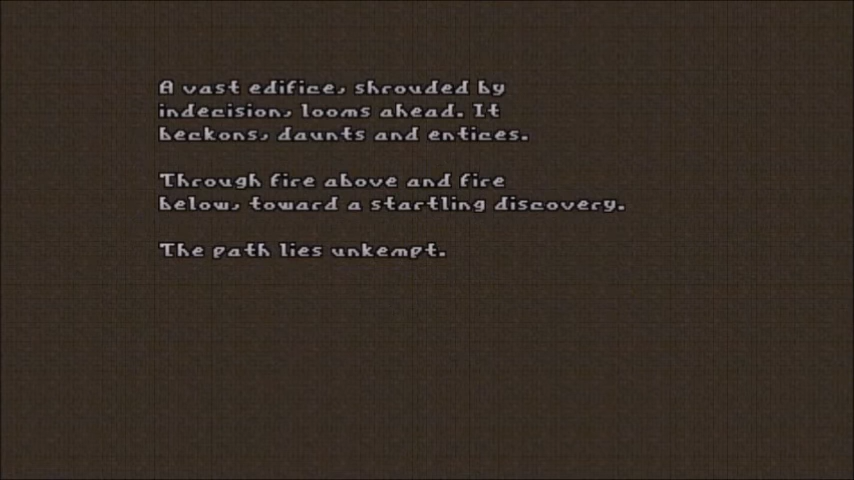 A vast edifice, shrouded by
indecision, looms ahead. It
beckons, daunts and entices.
Through fire above and fire
below, toward a startling discovery.
The path lies unkempt.